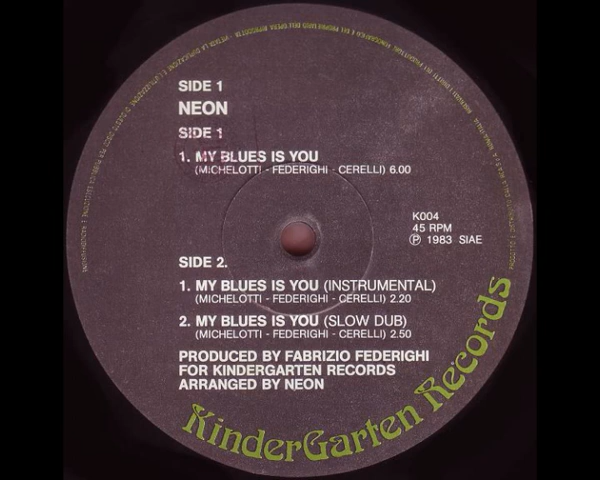 SIDE 1
NEON
SIDE 1
1. MY BLUES IS YOU
(MICHELOTTI - FEDERIGHI - CERELLI) 6.00
K004
45 RPM
Ⓟ 1983 SIAE
SIDE 2.
1. MY BLUES IS YOU (INSTRUMENTAL)
(MICHELOTTI - FEDERIGHI - CERELLI) 2.20
2. MY BLUES IS YOU (SLOW DUB)
(MICHELOTTI - FEDERIGHI - CERELLI) 2.50
PRODUCED BY FABRIZIO FEDERIGHI
FOR KINDERGARTEN RECORDS
ARRANGED BY NEON
KinderGarten Records